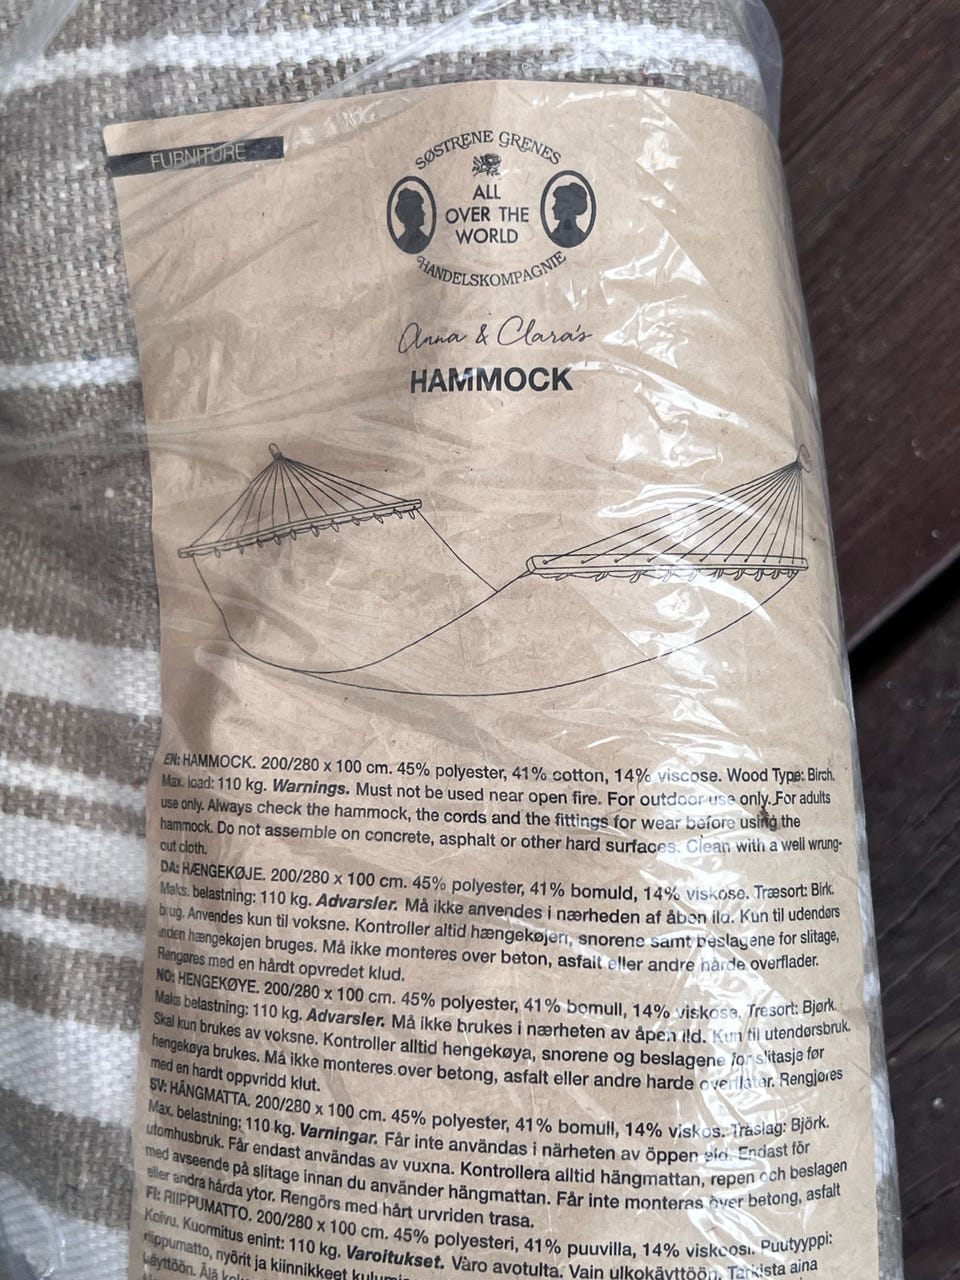 FURNITURE
SØSTRENE GRENES
ALL
OVER THE
WORLD
HANDELSKOMPAGNIE
Anna & Clara's
HAMMOCK
EN: HAMMOCK. 200/280 x 100 cm. 45% polyester, 41% cotton, 14% viscose. Wood Type: Birch.
Max. load: 110 kg. Warnings. Must not be used near open fire. For outdoor use only. For adults
use only. Always check the hammock, the cords and the fittings for wear before using the
hammock. Do not assemble on concrete, asphalt or other hard surfaces. Clean with a well wrung-
out cloth.
DA: HÆNGEKØJE. 200/280 x 100 cm. 45% polyester, 41% bomuld, 14% viskose. Træsort: Birk.
Maks. belastning: 110 kg. Advarsler. Må ikke anvendes i nærheden af åben ild. Kun til udendørs
brug. Anvendes kun til voksne. Kontroller altid hængekøjen, snorene samt beslagene for slitage,
inden hængekøjen bruges. Må ikke monteres over beton, asfalt eller andre hårde overflader.
Rengøres med en hårdt opvredet klud.
NO: HENGEKØYE. 200/280 x 100 cm. 45% polyester, 41% bomull, 14% viskose. Tresort: Bjørk.
Maks belastning: 110 kg. Advarsler. Må ikke brukes i nærheten av åpen ild. Kun til utendørsbruk.
Skal kun brukes av voksne. Kontroller alltid hengekøya, snorene og beslagene for slitasje før
hengekøya brukes. Må ikke monteres over betong, asfalt eller andre harde overflater. Rengjøres
med en hardt oppvridd klut.
SV: HÄNGMATTA. 200/280 x 100 cm. 45% polyester, 41% bomull, 14% viskos. Träslag: Björk.
Max. belastning: 110 kg. Varningar. Får inte användas i närheten av öppen eld. Endast för
utomhusbruk. Får endast användas av vuxna. Kontrollera alltid hängmattan, repen och beslagen
med avseende på slitage innan du använder hängmattan. Får inte monteras över betong, asfalt
eller andra hårda ytor. Rengörs med hårt urvriden trasa.
FI: RIIPPUMATTO. 200/280 x 100 cm. 45% polyesteri, 41% puuvilla, 14% viskoosi. Puutyyppi:
Koivu. Kuormitus enint: 110 kg. Varoitukset. Varo avotulta. Vain ulkokäyttöön. Tarkista aina
riippumatto, nyörit ja kiinnikkeet
käyttöön. Älä